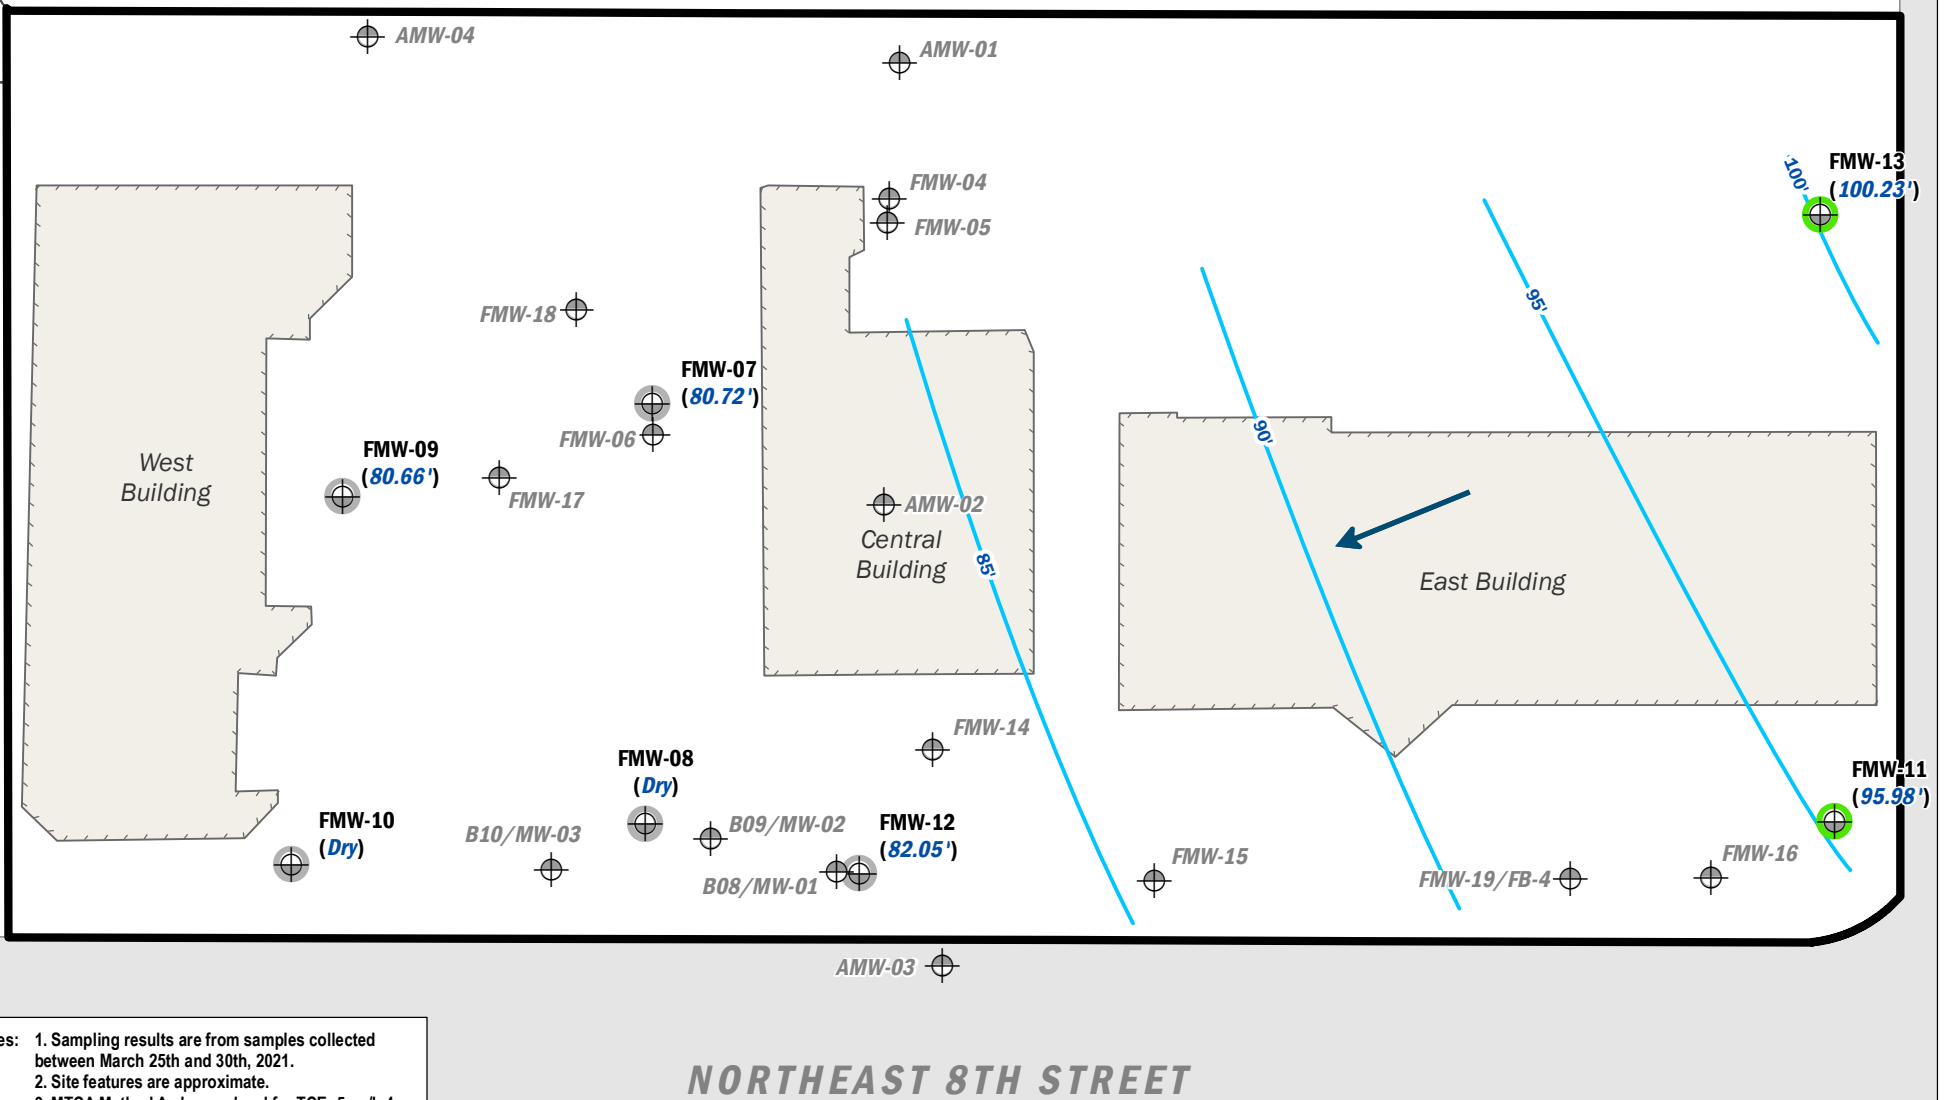 AMW-04
AMW-01
FMW-13
(100.23')
100'
FMW-04
FMW-05
95'
FMW-18
FMW-07
(80.72')
FMW-06
90'
FMW-09
(80.66')
West
Building
FMW-17
AMW-02
Central
Building
85'
East Building
FMW-14
FMW-08
(Dry)
FMW-11
(95.98')
FMW-10
(Dry)
B10/MW-03
B09/MW-02
FMW-12
(82.05')
B08/MW-01
FMW-15
FMW-19/FB-4
FMW-16
AMW-03
es: 1. Sampling results are from samples collected
between March 25th and 30th, 2021.
2. Site features are approximate.
NORTHEAST 8TH STREET